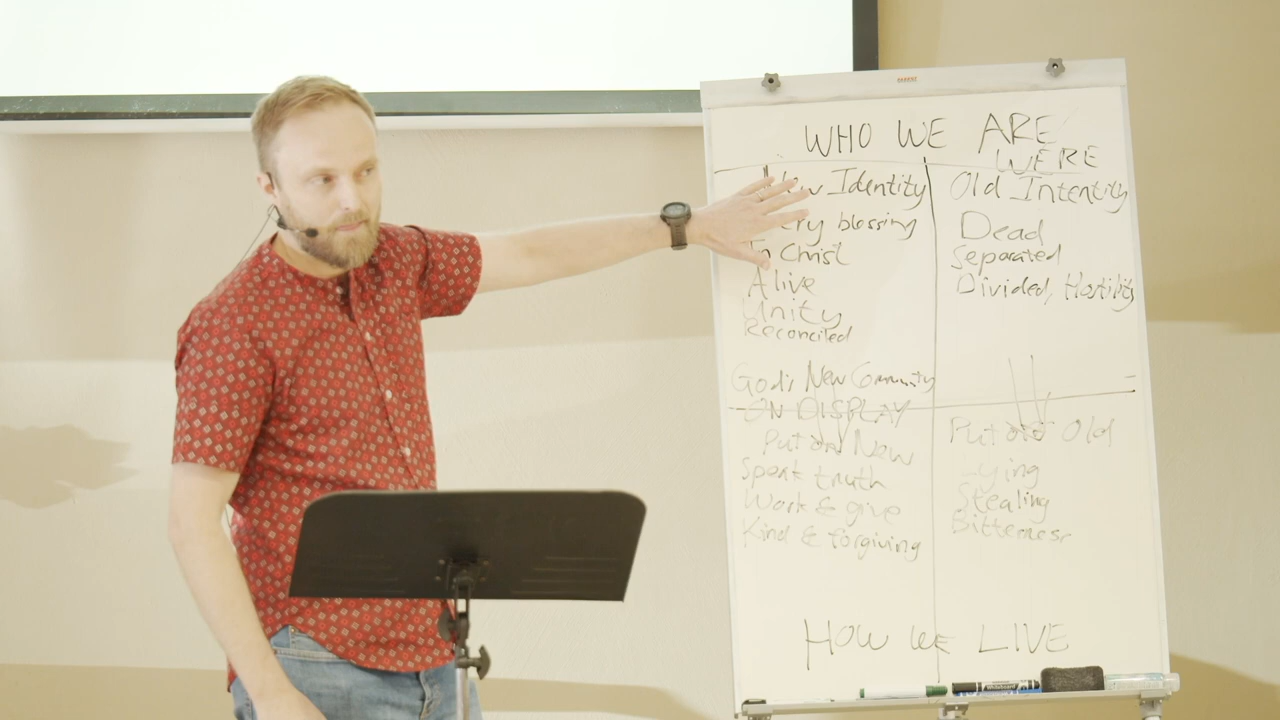 WHO WE ARE
WERE
Identity
blessing
In Christ
Alive
Unity
Reconciled
God's New Community
ON DISPLAY
Put on New
Speak truth
Work & give
Kind & forgiving
Old Intentity
Dead
Separated
Divided, Hostility
Put off Old
Lying
Stealing
Bitterness
HOW WE LIVE